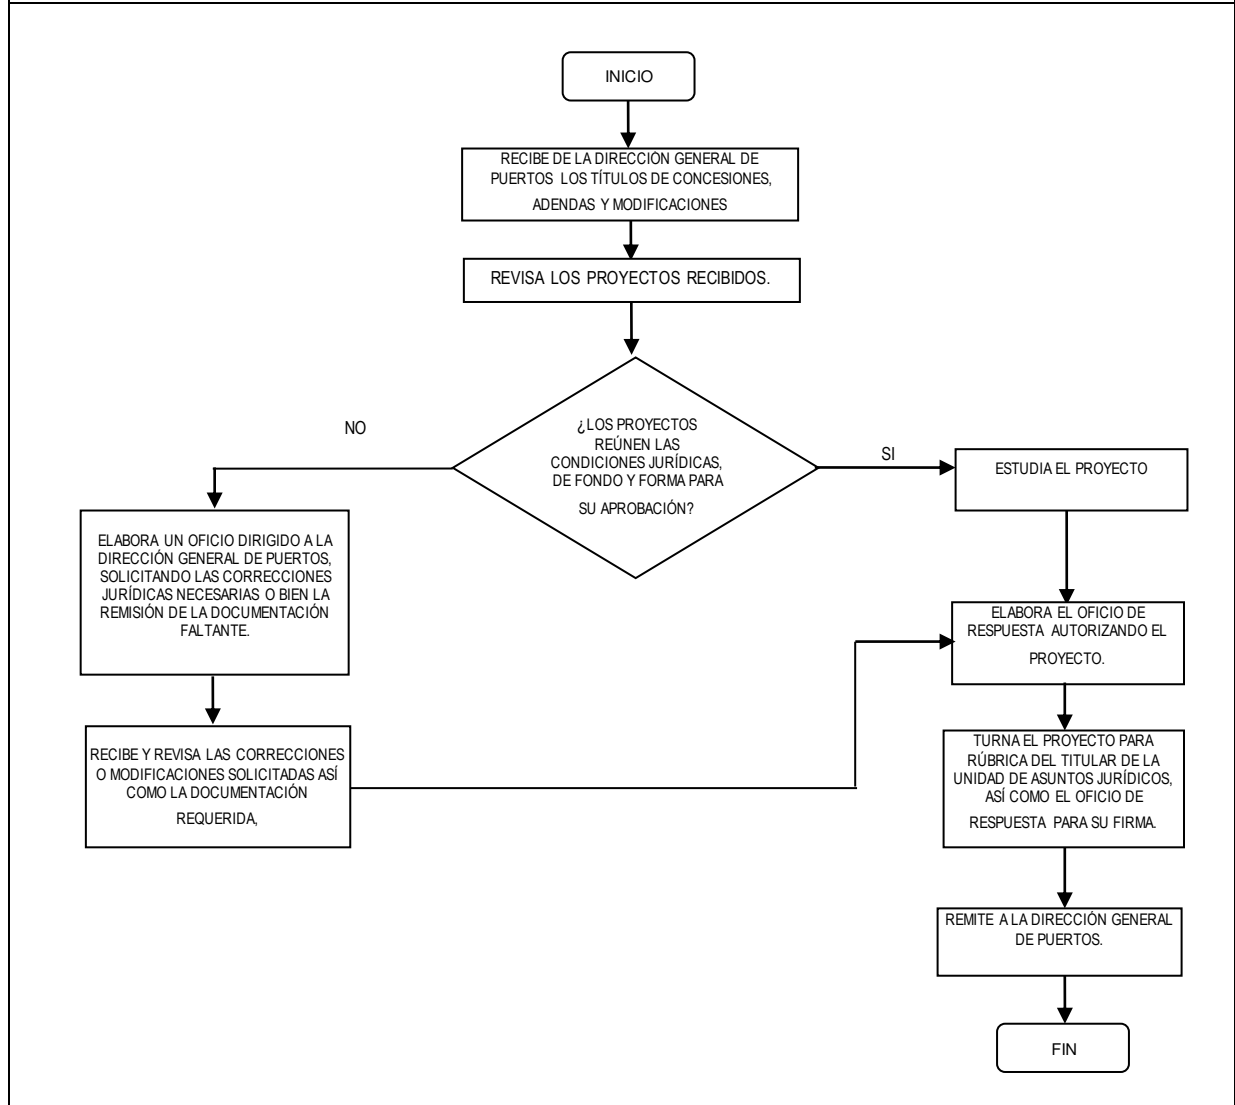 INICIO
RECIBE DE LA DIRECCIÓN GENERAL DE
PUERTOS LOS TÍTULOS DE CONCESIONES,
ADENDAS Y MODIFICACIONES
REVISA LOS PROYECTOS RECIBIDOS.
¿LOS PROYECTOS
REÚNEN LAS
CONDICIONES JURÍDICAS,
DE FONDO Y FORMA PARA
SU APROBACIÓN?
NO
ELABORA UN OFICIO DIRIGIDO A LA
DIRECCIÓN GENERAL DE PUERTOS,
SOLICITANDO LAS CORRECCIONES
JURÍDICAS NECESARIAS O BIEN LA
REMISIÓN DE LA DOCUMENTACIÓN
FALTANTE.
RECIBE Y REVISA LAS CORRECCIONES
O MODIFICACIONES SOLICITADAS ASÍ
COMO LA DOCUMENTACIÓN
REQUERIDA,
SI
ESTUDIA EL PROYECTO
ELABORA EL OFICIO DE
RESPUESTA AUTORIZANDO EL
PROYECTO.
TURNA EL PROYECTO PARA
RÚBRICA DEL TITULAR DE LA
UNIDAD DE ASUNTOS JURÍDICOS,
ASÍ COMO EL OFICIO DE
RESPUESTA PARA SU FIRMA.
REMITE A LA DIRECCIÓN GENERAL
DE PUERTOS.
FIN